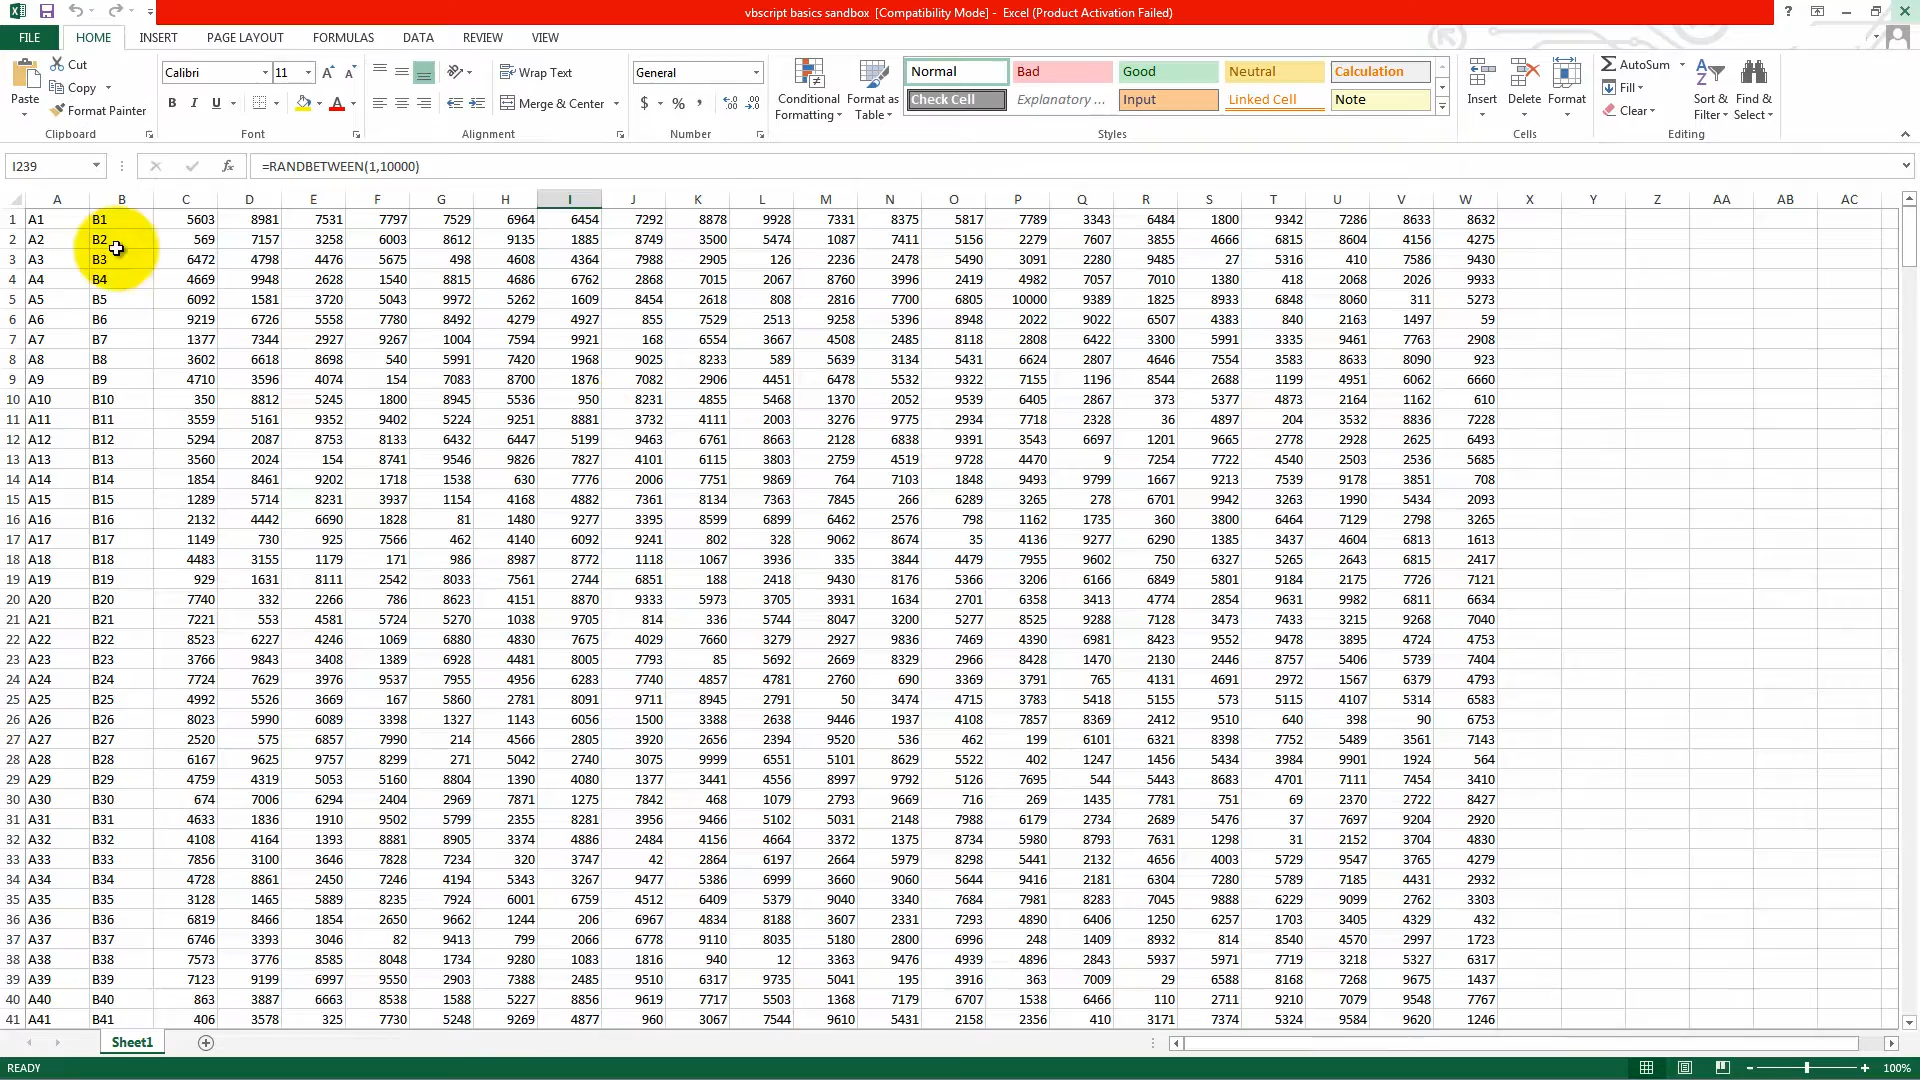 vbscript basics sandbox [Compatibility Mode] - Excel (Product Activation Failed)
FILE HOME INSERT PAGE LAYOUT FORMULAS DATA REVIEW VIEW
Paste Cut Copy Format Painter Clipboard
Calibri 11 B I U A Font
Wrap Text Merge & Center Alignment
General $ % Number
Conditional Formatting Format as Table
Normal Bad Good Neutral Calculation
Check Cell Explanatory ... Input Linked Cell Note
Styles
Insert Delete Format Cells
AutoSum Fill Clear Sort & Filter Find & Select Editing
I239 fx =RANDBETWEEN(1,10000)
A B C D E F G H I J K L M N O P Q R S T U V W X Y Z AA AB AC
1 A1 B1 5603 8981 7531 7797 7529 6964 6454 7292 8878 9928 7331 8375 5817 7789 3343 6484 1800 9342 7286 8633 8632
2 A2 B2 569 7157 3258 6003 8612 9135 1885 8749 3500 5474 1087 7411 5156 2279 7607 3855 4666 6815 8604 4156 4275
3 A3 B3 6472 4798 4476 5675 498 4608 4364 7988 2905 126 2236 2478 5490 3091 2280 9485 27 5316 410 7586 9430
4 A4 B4 4669 9948 2628 1540 8815 4686 6762 2868 7015 2067 8760 3996 2419 4982 7057 7010 1380 418 2068 2026 9933
5 A5 B5 6092 1581 3720 5043 9972 5262 1609 8454 2618 808 2816 7700 6805 10000 9389 1825 8933 6848 8060 311 5273
6 A6 B6 9219 6726 5558 7780 8492 4279 4927 855 7529 2513 9258 5396 8948 2022 9022 6507 4383 840 2163 1497 59
7 A7 B7 1377 7344 2927 9267 1004 7594 9921 168 6554 3667 4508 2485 8118 2808 6422 3300 5991 3335 9461 7763 2908
8 A8 B8 3602 6618 8698 540 5991 7420 1968 9025 8233 589 5639 3134 5431 6624 2807 4646 7554 3583 8633 8090 923
9 A9 B9 4710 3596 4074 154 7083 8700 1876 7082 2906 4451 6478 5532 9322 7155 1196 8544 2688 1199 4951 6062 6660
10 A10 B10 350 8812 5245 1800 8945 5536 950 8231 4855 5468 1370 2052 9539 6405 2867 373 5377 4873 2164 1162 610
11 A11 B11 3559 5161 9352 9402 5224 9251 8881 3732 4111 2003 3276 9775 2934 7718 2328 36 4897 204 3532 8836 7228
12 A12 B12 5294 2087 8753 8133 6432 6447 5199 9463 6761 8663 2128 6838 9391 3543 6697 1201 9665 2778 2928 2625 6493
13 A13 B13 3560 2024 154 8741 9546 9826 7827 4101 6115 3803 2759 4519 9728 4470 9 7254 7722 4540 2503 2536 5685
14 A14 B14 1854 8461 9202 1718 1538 630 7776 2006 7751 9869 764 7103 1848 9493 9799 1667 9213 7539 9178 3851 708
15 A15 B15 1289 5714 8231 3937 1154 4168 4882 7361 8134 7363 7845 266 6289 3265 278 6701 9942 3263 1990 5434 2093
16 A16 B16 2132 4442 6690 1828 81 1480 9277 3395 8599 6899 6462 2576 798 1162 1735 360 3800 6464 7129 2798 3265
17 A17 B17 1149 730 925 7566 462 4140 6092 9241 802 328 9062 8674 35 4136 9277 6290 1385 3437 4604 6813 1613
18 A18 B18 4483 3155 1179 171 986 8987 8772 1118 1067 3936 335 3844 4479 7955 9602 750 6327 5265 2643 6815 2417
19 A19 B19 929 1631 8111 2542 8033 7561 2744 6851 188 2418 9430 8176 5366 3206 6166 6849 5801 9184 2175 7726 7121
20 A20 B20 7740 332 2266 786 8623 4151 8870 9333 5973 3705 3931 1634 2701 6358 3413 4774 2854 9631 9982 6811 6634
21 A21 B21 7221 553 4581 5724 5270 1038 9705 814 336 5744 8047 3200 5277 8525 9288 7128 3473 7433 3215 9268 7040
22 A22 B22 8523 6227 4246 1069 6880 4830 7675 4029 7660 3279 2927 9836 7469 4390 6981 8423 9552 9478 3895 4724 4753
23 A23 B23 3766 9843 3408 1389 6928 4481 8005 7793 85 5692 2669 8329 2966 8428 1470 2130 2446 8757 5406 5739 7404
24 A24 B24 7724 7629 3976 9537 7955 4956 6283 7740 4857 4781 2760 690 3369 3791 765 4131 4691 2972 1567 6379 4793
25 A25 B25 4992 5526 3669 167 5860 2781 8091 9711 8945 2791 50 3474 4715 3783 5418 5155 573 5115 4107 5314 6583
26 A26 B26 8023 5990 6089 3398 1327 1143 6056 1500 3388 2638 9446 1937 4108 7857 8369 2412 9510 640 398 90 6753
27 A27 B27 2520 575 6857 7990 214 4566 2805 3920 2656 2394 9520 536 462 199 6101 6321 8398 7752 5489 3561 7143
28 A28 B28 6167 9625 9757 8299 271 5042 2740 3075 9999 6551 5101 8629 5522 402 1247 1456 5434 3984 9901 1924 564
29 A29 B29 4759 4319 5053 5160 8804 1390 4080 1377 3441 4556 8997 9792 5126 7695 544 5443 8683 4701 7111 7454 3410
30 A30 B30 674 7006 6294 2404 2969 7871 1275 7842 468 1079 2793 9669 716 269 1435 7781 751 69 2370 2722 8427
31 A31 B31 4633 1836 1910 9502 5799 2355 8281 3956 9466 5102 5031 2148 7988 6179 2734 2689 5476 37 7697 9204 2920
32 A32 B32 4108 4164 1393 8881 8905 3374 4886 2484 4156 4664 3372 1375 8734 5980 8793 7631 1298 31 2152 3704 4830
33 A33 B33 7856 3100 3646 7828 7234 320 3747 42 2864 6197 2664 5979 8298 5441 2132 4656 4003 5729 9547 3765 4279
34 A34 B34 4728 8861 2450 7246 4194 5343 3267 9477 5386 6999 3660 9060 5644 9416 2181 6304 7280 5789 7185 4431 2932
35 A35 B35 3128 1465 5889 8235 7924 6001 6759 4512 6409 5379 9040 3340 7684 7981 8283 7045 9888 6229 9099 2762 3303
36 A36 B36 6819 8466 1854 2650 9662 1244 206 6967 4834 8188 3607 2331 7293 4890 6406 1250 6257 1703 3405 4329 432
37 A37 B37 6746 3393 3046 82 9413 799 2066 6778 9110 8035 5180 2800 6996 248 1409 8932 814 8540 4570 2997 1723
38 A38 B38 7573 3776 8585 8048 1734 9280 1083 1816 940 12 3363 9476 4939 4896 2843 5937 5971 7719 3218 5327 6317
39 A39 B39 7123 9199 6997 9550 2903 7388 2485 9510 6317 9735 5041 195 3916 363 7009 29 6588 8168 7268 9675 1437
40 A40 B40 863 3887 6663 8538 1588 5227 8856 9619 7717 5503 1368 7179 6707 1538 6466 110 2711 9210 7079 9548 7767
41 A41 B41 406 3578 325 7730 5248 9269 4877 960 3067 7544 9610 5431 2158 2356 410 3171 7374 5324 9584 9620 1246
Sheet1
READY 100%